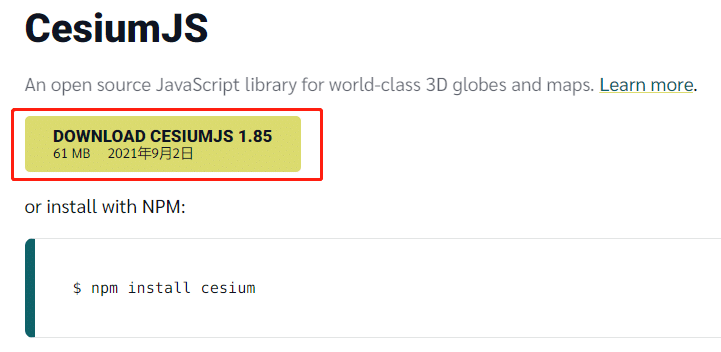 CesiumJS
An open source JavaScript library for world-class 3D globes and maps. Learn more.
DOWNLOAD CESIUMJS 1.85
61 MB 2021年9月2日
or install with NPM:
$ npm install cesium